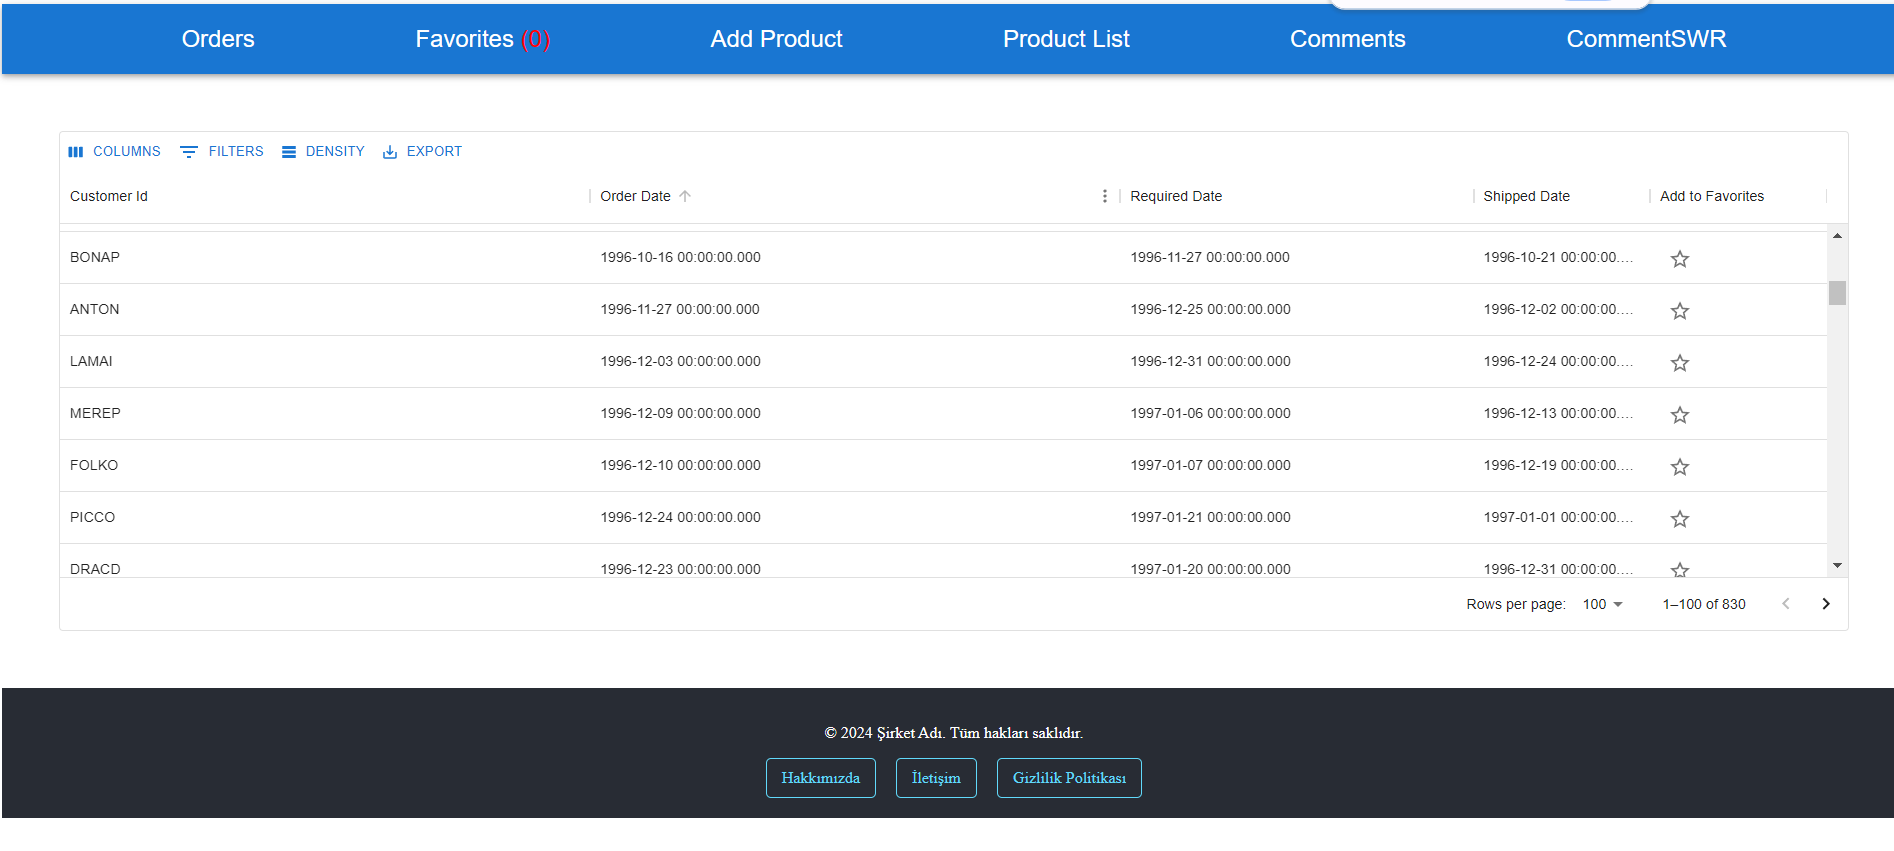 Orders Favorites (0) Add Product Product List Comments CommentSWR
COLUMNS FILTERS DENSITY EXPORT
Customer Id Order Date Required Date Shipped Date Add to Favorites
BONAP 1996-10-16 00:00:00.000 1996-11-27 00:00:00.000 1996-10-21 00:00:00....
ANTON 1996-11-27 00:00:00.000 1996-12-25 00:00:00.000 1996-12-02 00:00:00....
LAMAI 1996-12-03 00:00:00.000 1996-12-31 00:00:00.000 1996-12-24 00:00:00....
MEREP 1996-12-09 00:00:00.000 1997-01-06 00:00:00.000 1996-12-13 00:00:00....
FOLKO 1996-12-10 00:00:00.000 1997-01-07 00:00:00.000 1996-12-19 00:00:00....
PICCO 1996-12-24 00:00:00.000 1997-01-21 00:00:00.000 1997-01-01 00:00:00....
DRACD 1996-12-23 00:00:00.000 1997-01-20 00:00:00.000 1996-12-31 00:00:00....
Rows per page: 100 1–100 of 830
© 2024 Şirket Adı. Tüm hakları saklıdır.
Hakkımızda İletişim Gizlilik Politikası